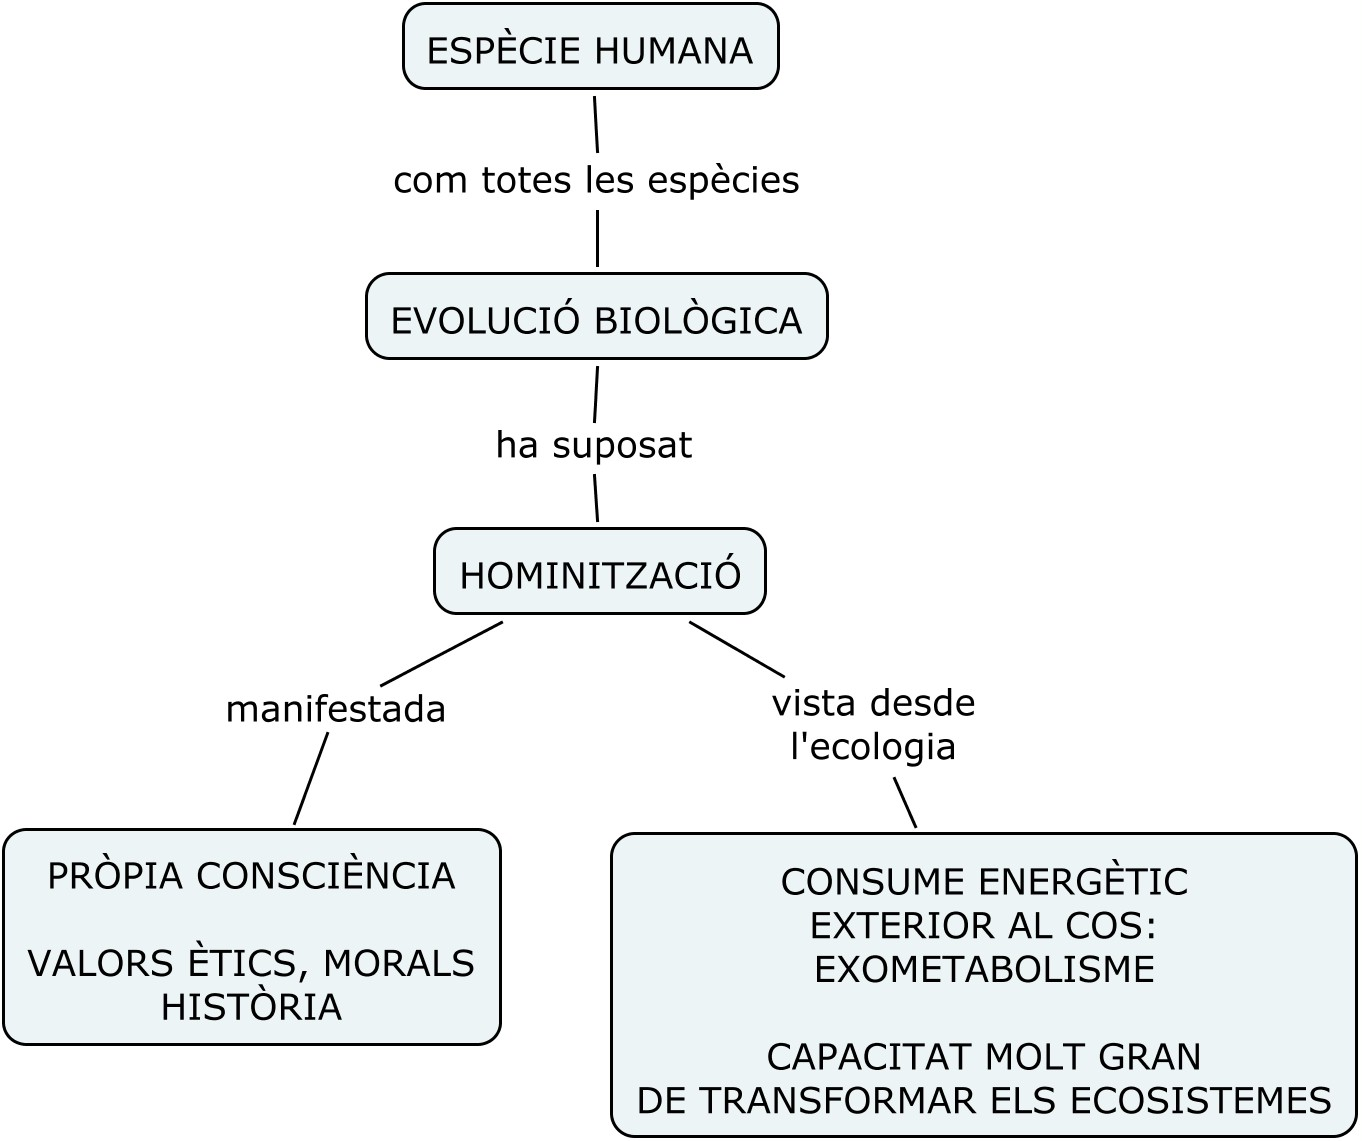 ESPÈCIE HUMANA
com totes les espècies
EVOLUCIÓ BIOLÒGICA
ha suposat
HOMINITZACIÓ
manifestada
vista desde
l'ecologia
PRÒPIA CONSCIÈNCIA
VALORS ÈTICS, MORALS
HISTÒRIA
CONSUME ENERGÈTIC
EXTERIOR AL COS:
EXOMETABOLISME
CAPACITAT MOLT GRAN
DE TRANSFORMAR ELS ECOSISTEMES